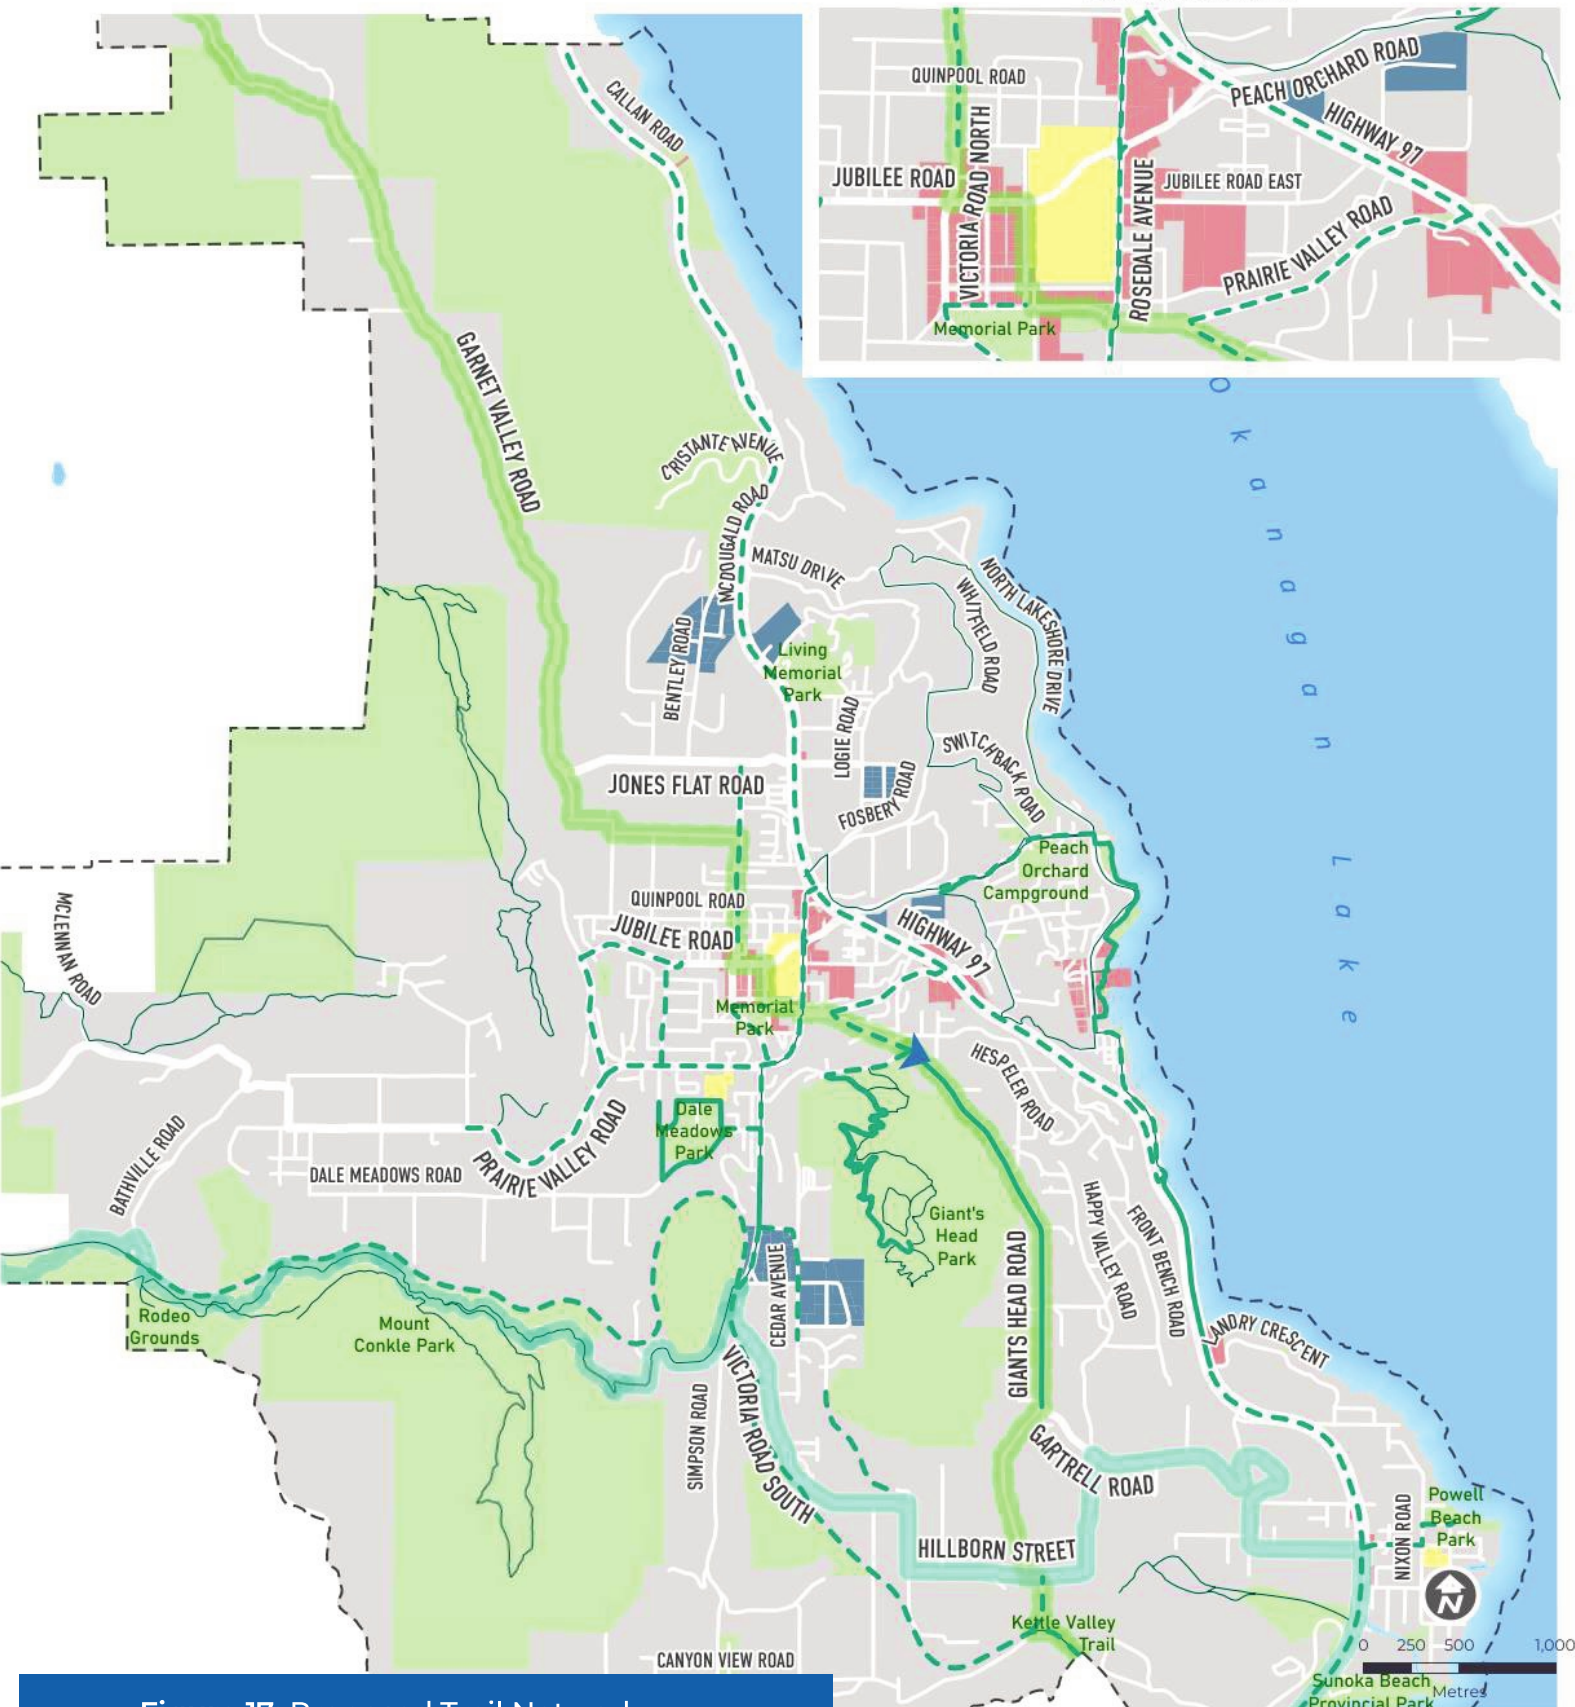 QUINPOOL ROAD
PEACH ORCHARD ROAD
HIGHWAY 97
VICTORIA ROAD NORTH
JUBILEE ROAD
JUBILEE ROAD EAST
ROSEDALE AVENUE
PRAIRIE VALLEY ROAD
Memorial Park
CALLAN ROAD
Okanagan Lake
GARNET VALLEY ROAD
CRISTANTE AVENUE
MCDOUGALD ROAD
MATSU DRIVE
NORTH LAKESHORE DRIVE
WHITFIELD ROAD
BENTLEY ROAD
Living
Memorial
Park
LOGIE ROAD
SWITCHBACK ROAD
JONES FLAT ROAD
FOSBERY ROAD
Peach
Orchard
Campground
QUINPOOL ROAD
JUBILEE ROAD
HIGHWAY 97
MCLENNAN ROAD
Memorial
Park
HESPELER ROAD
Dale
Meadows
Park
PRAIRIE VALLEY ROAD
BATHVILLE ROAD
DALE MEADOWS ROAD
Giant's
Head
Park
HAPPY VALLEY ROAD
FRONT BENCH ROAD
GIANTS HEAD ROAD
CEDAR AVENUE
Rodeo
Grounds
Mount
Conkle Park
LANDRY CRESCENT
SIMPSON ROAD
VICTORIA ROAD SOUTH
GARTRELL ROAD
Powell
Beach
Park
NIXON ROAD
HILLBORN STREET
N
Kettle Valley
Trail
0 250 500 1,000
Metres
CANYON VIEW ROAD
Sunoka Beach
Provincial Park